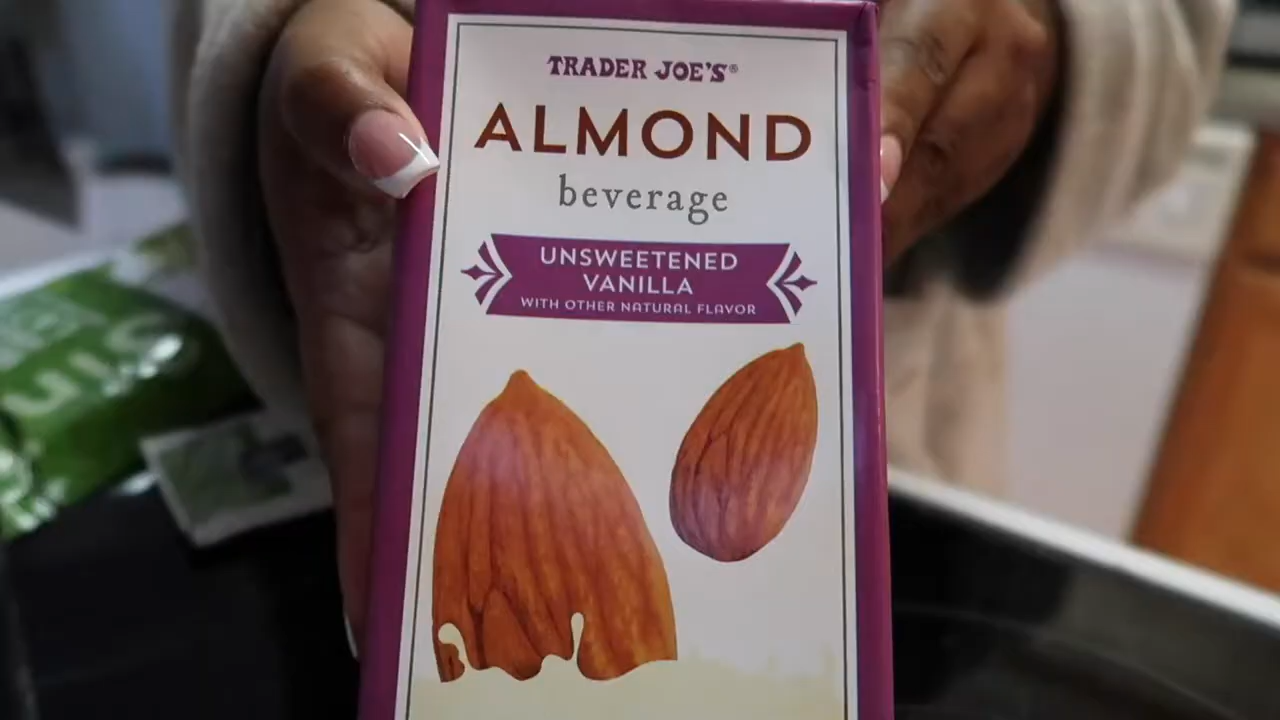 TRADER JOE'S®
ALMOND
beverage
UNSWEETENED
VANILLA
WITH OTHER NATURAL FLAVOR